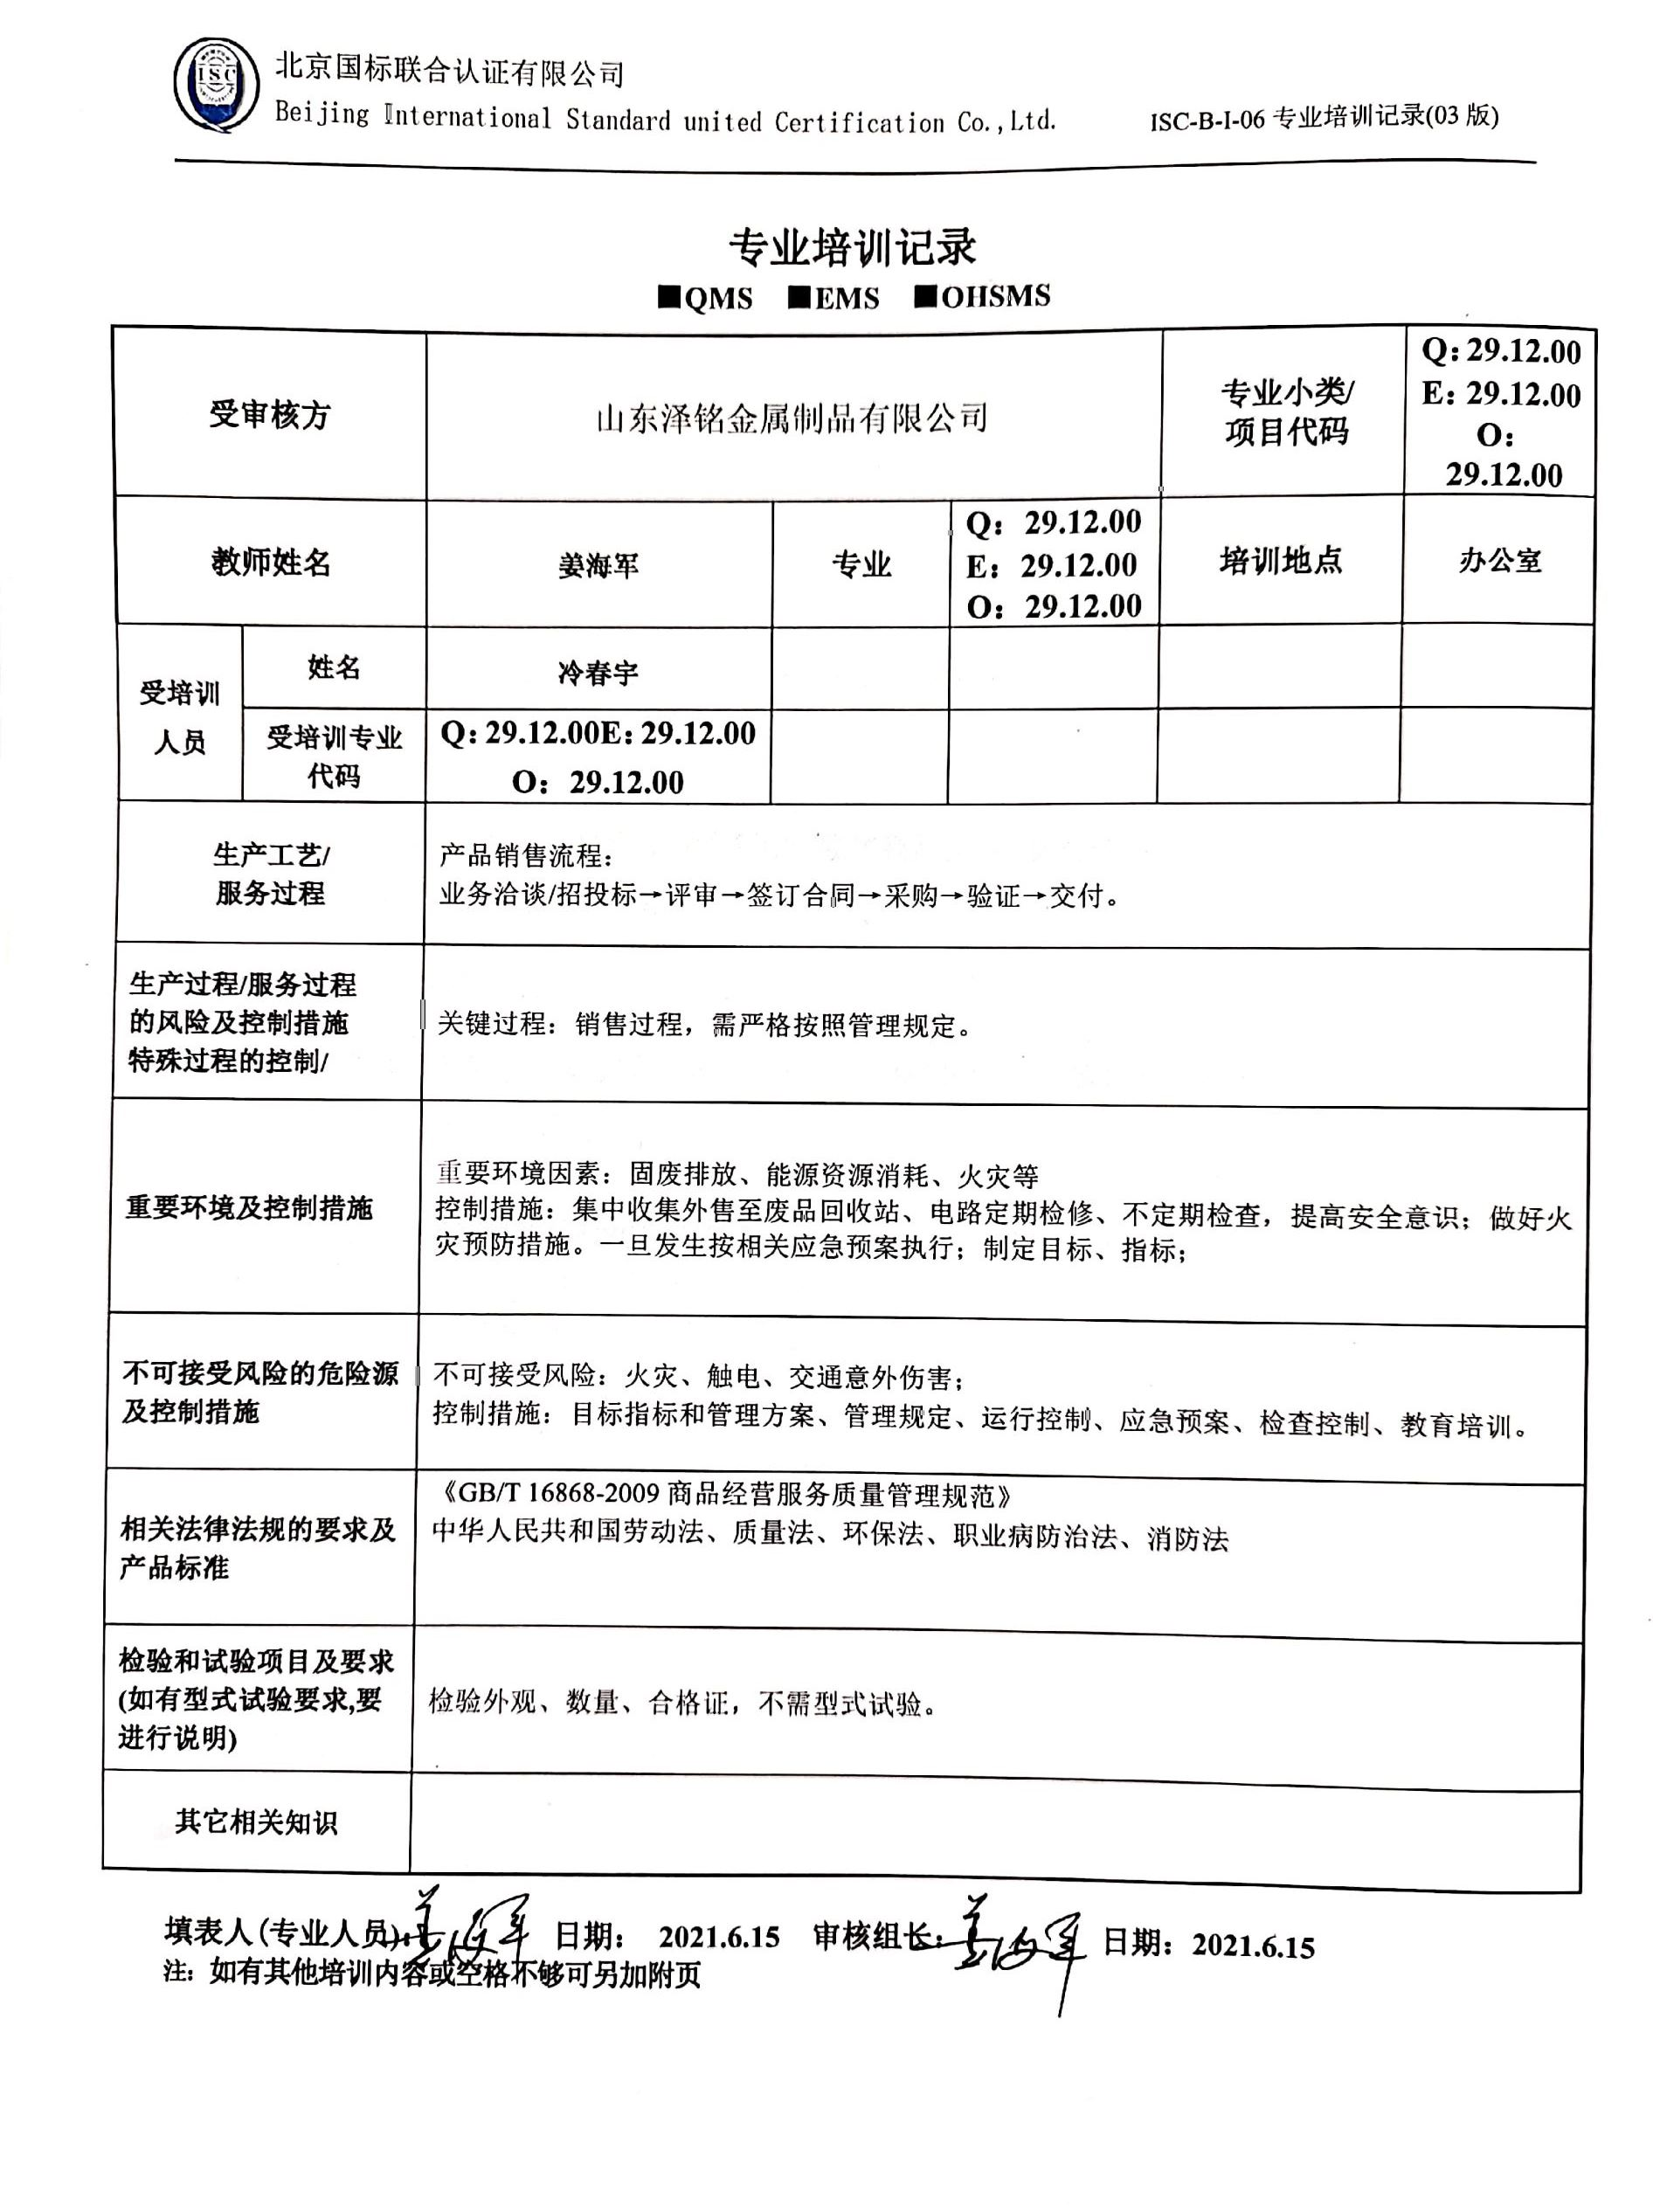 ISC
北京国标联合认证有限公司
Beijing International Standard united Certification Co.,Ltd.
ISC-B-I-06 专业培训记录(03 版)
专业培训记录
■QMS ■EMS ■OHSMS
受审核方
山东泽铭金属制品有限公司
专业小类/
项目代码
Q: 29.12.00
E: 29.12.00
O:
29.12.00
教师姓名
姜海军
专业
Q: 29.12.00
E: 29.12.00
O: 29.12.00
培训地点
办公室
受培训
人员
姓名
冷春宇
受培训专业
代码
Q: 29.12.00E: 29.12.00
O: 29.12.00
生产工艺/
服务过程
产品销售流程：
业务洽谈/招投标→评审→签订合同→采购→验证→交付。
生产过程/服务过程
的风险及控制措施
特殊过程的控制/
关键过程：销售过程，需严格按照管理规定。
重要环境及控制措施
重要环境因素：固废排放、能源资源消耗、火灾等
控制措施：集中收集外售至废品回收站、电路定期检修、不定期检查，提高安全意识；做好火
灾预防措施。一旦发生按相关应急预案执行；制定目标、指标；
不可接受风险的危险源
及控制措施
不可接受风险：火灾、触电、交通意外伤害；
控制措施：目标指标和管理方案、管理规定、运行控制、应急预案、检查控制、教育培训。
相关法律法规的要求及
产品标准
《GB/T 16868-2009 商品经营服务质量管理规范》
中华人民共和国劳动法、质量法、环保法、职业病防治法、消防法
检验和试验项目及要求
(如有型式试验要求,要
进行说明)
检验外观、数量、合格证，不需型式试验。
其它相关知识
填表人(专业人员): 姜海军 日期： 2021.6.15 审核组长: 姜海军 日期：2021.6.15
注：如有其他培训内容或空格不够可另加附页